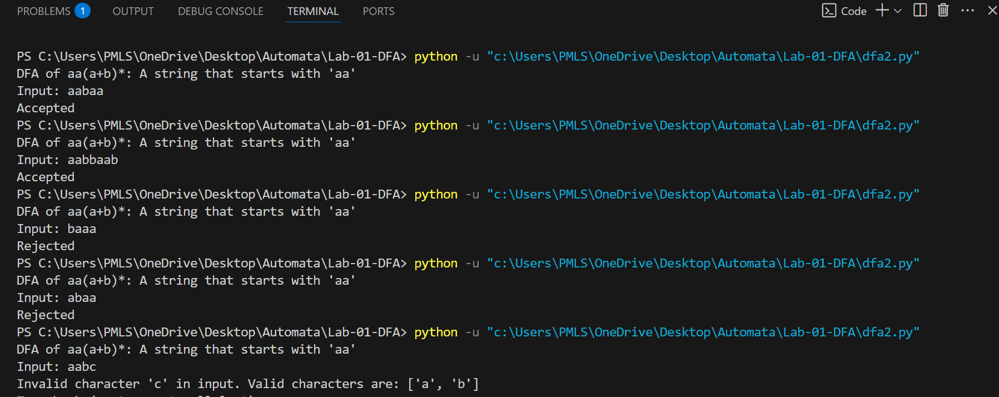 PROBLEMS 1 OUTPUT DEBUG CONSOLE TERMINAL PORTS Code
PS C:\Users\PMLS\OneDrive\Desktop\Automata\Lab-01-DFA> python -u "c:\Users\PMLS\OneDrive\Desktop\Automata\Lab-01-DFA\dfa2.py"
DFA of aa(a+b)*: A string that starts with 'aa'
Input: aabaa
Accepted
PS C:\Users\PMLS\OneDrive\Desktop\Automata\Lab-01-DFA> python -u "c:\Users\PMLS\OneDrive\Desktop\Automata\Lab-01-DFA\dfa2.py"
DFA of aa(a+b)*: A string that starts with 'aa'
Input: aabbaab
Accepted
PS C:\Users\PMLS\OneDrive\Desktop\Automata\Lab-01-DFA> python -u "c:\Users\PMLS\OneDrive\Desktop\Automata\Lab-01-DFA\dfa2.py"
DFA of aa(a+b)*: A string that starts with 'aa'
Input: baaa
Rejected
PS C:\Users\PMLS\OneDrive\Desktop\Automata\Lab-01-DFA> python -u "c:\Users\PMLS\OneDrive\Desktop\Automata\Lab-01-DFA\dfa2.py"
DFA of aa(a+b)*: A string that starts with 'aa'
Input: abaa
Rejected
PS C:\Users\PMLS\OneDrive\Desktop\Automata\Lab-01-DFA> python -u "c:\Users\PMLS\OneDrive\Desktop\Automata\Lab-01-DFA\dfa2.py"
DFA of aa(a+b)*: A string that starts with 'aa'
Input: aabc
Invalid character 'c' in input. Valid characters are: ['a', 'b']